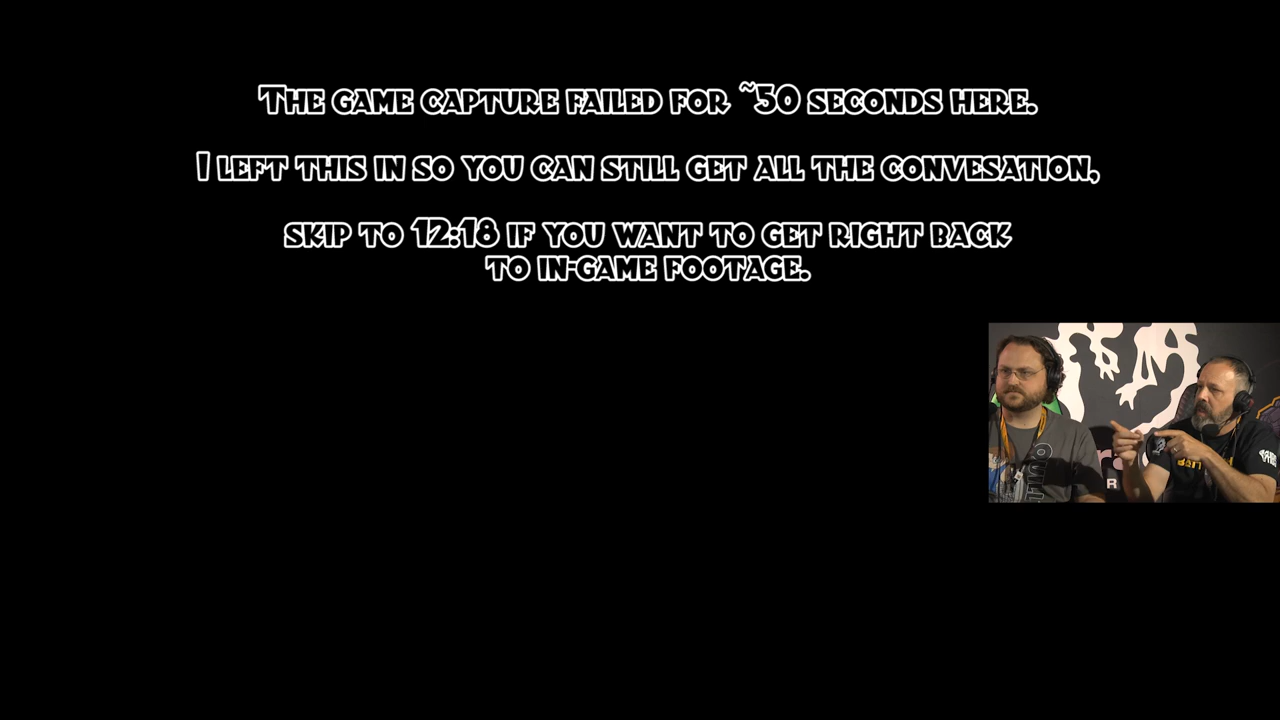 THE GAME CAPTURE FAILED FOR ~50 SECONDS HERE.
I LEFT THIS IN SO YOU CAN STILL GET ALL THE CONVESATION,
SKIP TO 12:18 IF YOU WANT TO GET RIGHT BACK
TO IN-GAME FOOTAGE.